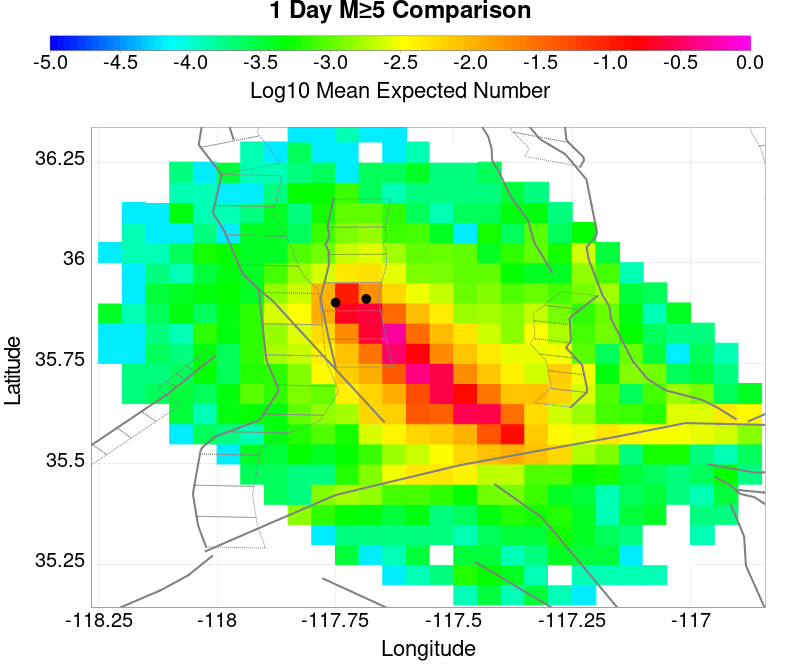 1 Day M≥5 Comparison
-5.0 -4.5 -4.0 -3.5 -3.0 -2.5 -2.0 -1.5 -1.0 -0.5 0.0
Log10 Mean Expected Number
36.25
36
35.75
35.5
35.25
Latitude
-118.25 -118 -117.75 -117.5 -117.25 -117
Longitude